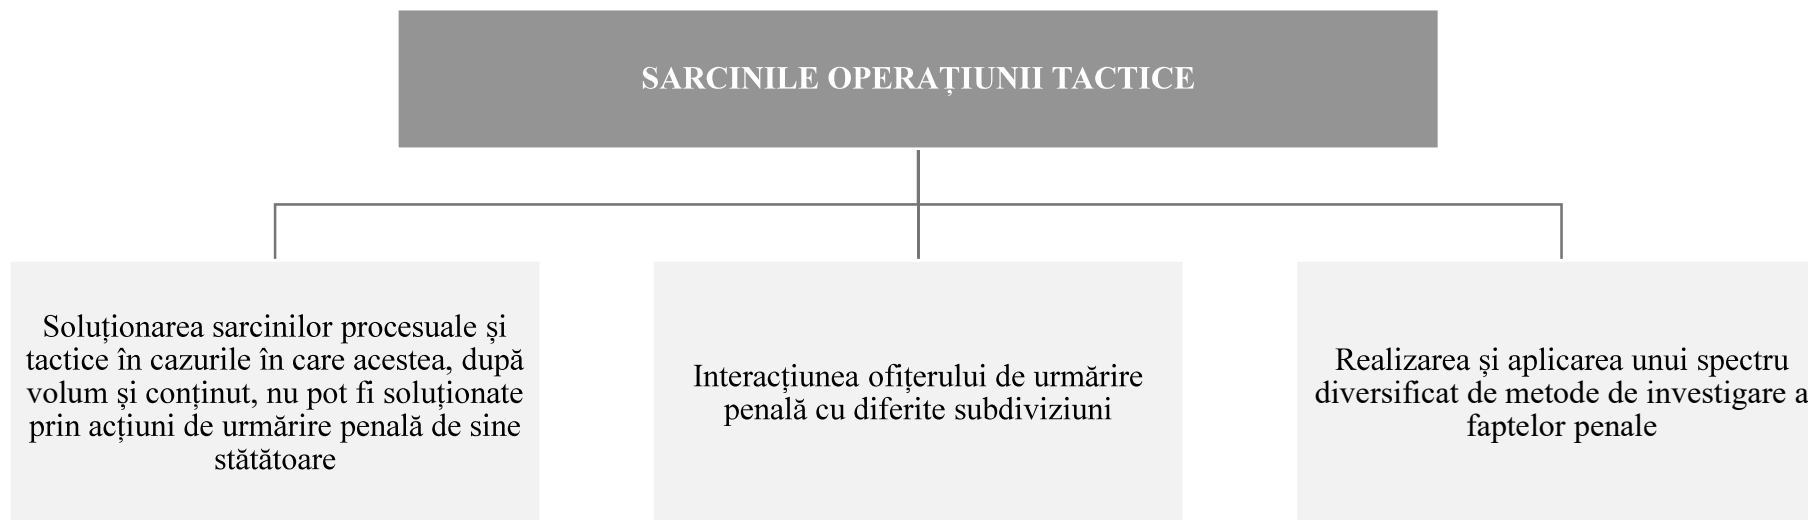 SARCINILE OPERAȚIUNII TACTICE
Soluționarea sarcinilor procesuale și
tactice în cazurile în care acestea, după
volum și conținut, nu pot fi soluționate
prin acțiuni de urmărire penală de sine
stătătoare
Interacțiunea ofițerului de urmărire
penală cu diferite subdiviziuni
Realizarea și aplicarea unui spectru
diversificat de metode de investigare a
faptelor penale